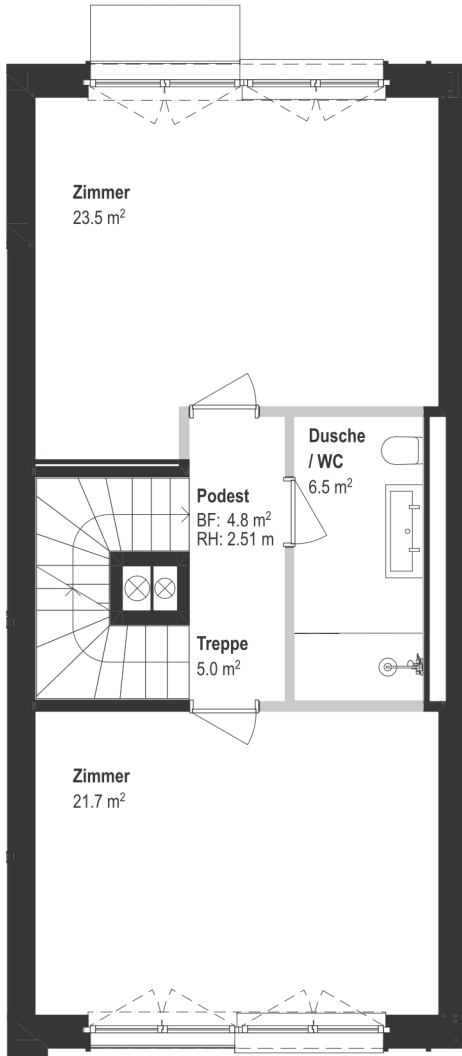 Zimmer
23.5 m²
Dusche
/ WC
6.5 m²
Podest
BF: 4.8 m²
RH: 2.51 m
Treppe
5.0 m²
Zimmer
21.7 m²